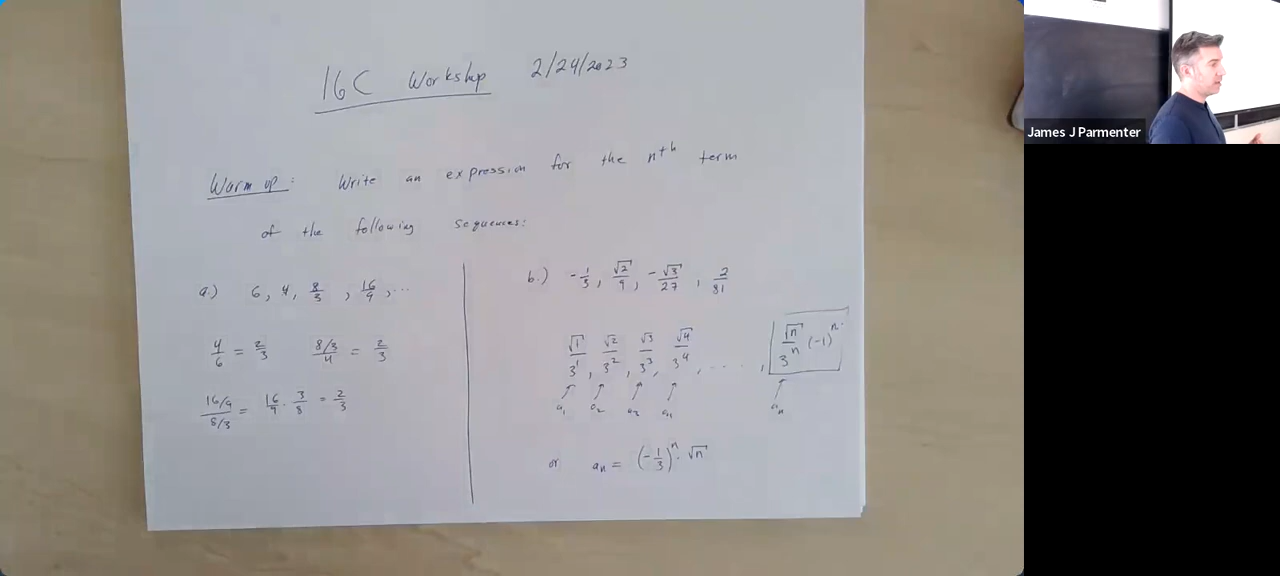 16C Workshop 2/24/2023
Warm up: Write an expression for the nth term
of the following sequences:
a.) 6, 4, 8/3, 16/9, ...
4/6 = 2/3    (8/3)/4 = 2/3
(16/9)/(8/3) = 16/9 · 3/8 = 2/3
b.) -1/3, √2/9, -√3/27, 2/81
√1/3^1, √2/3^2, √3/3^3, √4/3^4, ....., √n/3^n (-1)^n
a1 a2 a3 a4 an
or an = (-1/3)^n · √n
James J Parmenter